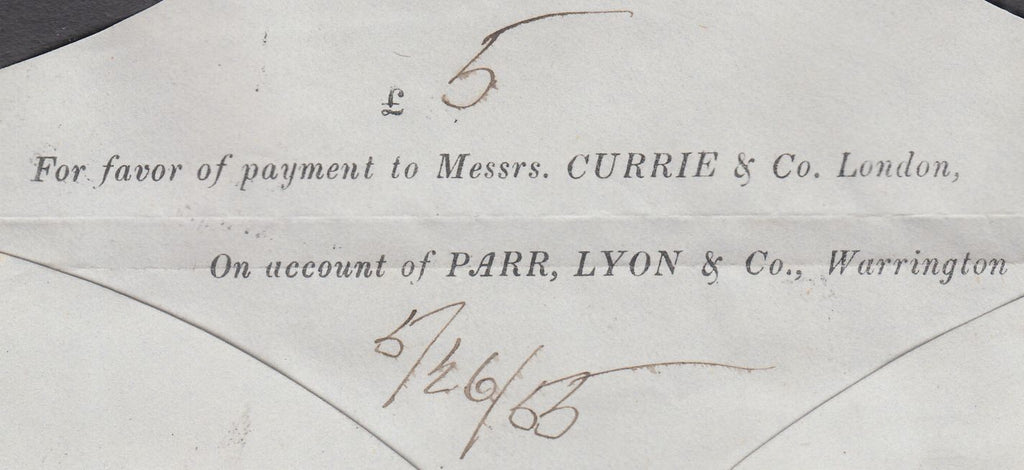 £ 5
For favor of payment to Messrs. CURRIE & Co. London,
On account of PARR, LYON & Co., Warrington
5/26/55